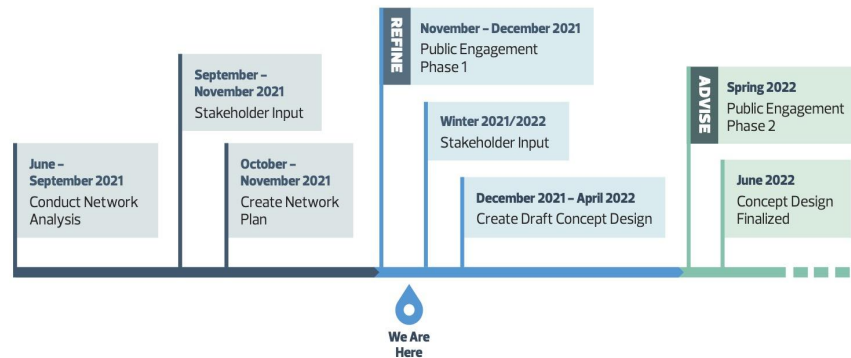 June –
September 2021
Conduct Network
Analysis
September –
November 2021
Stakeholder Input
October –
November 2021
Create Network
Plan
REFINE
November – December 2021
Public Engagement
Phase 1
Winter 2021/2022
Stakeholder Input
December 2021 – April 2022
Create Draft Concept Design
ADVISE
Spring 2022
Public Engagement
Phase 2
June 2022
Concept Design
Finalized
We Are
Here